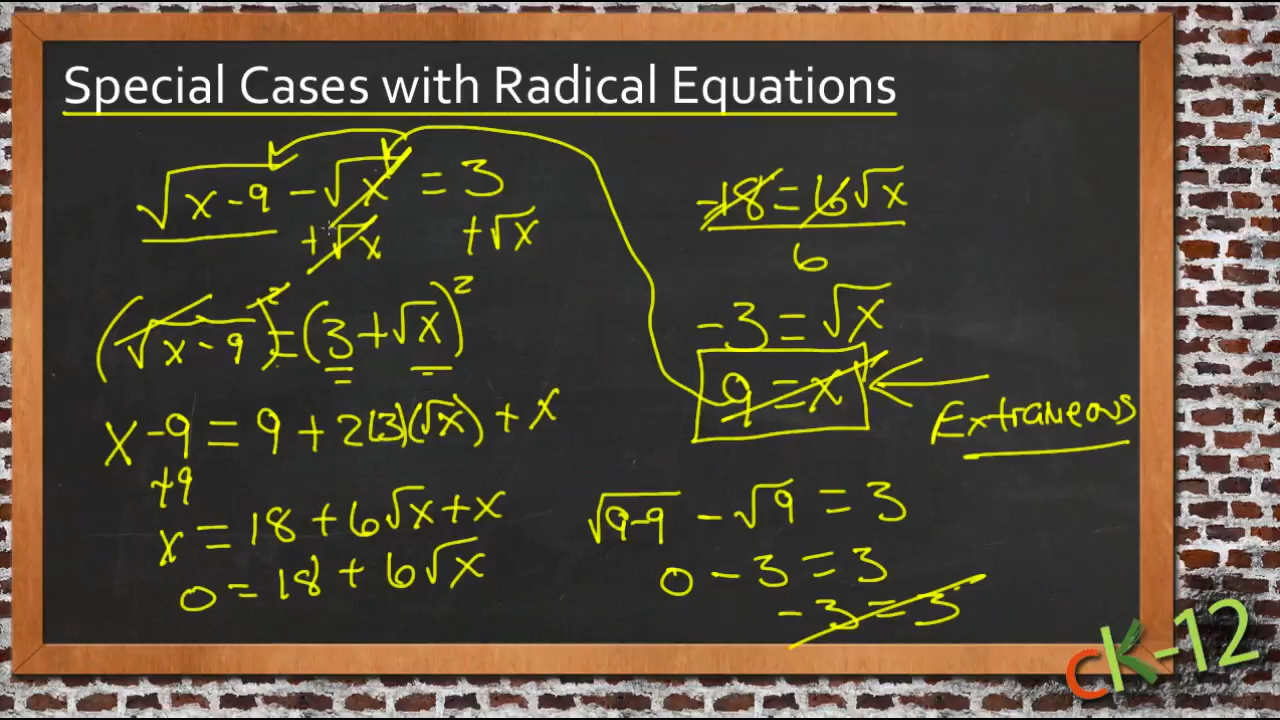 Special Cases with Radical Equations
√x-9 - √x = 3
+√x +√x
(√x-9)² = (3 + √x)²
x - 9 = 9 + 2(3)(√x) + x
+9
x = 18 + 6√x + x
0 = 18 + 6√x
-18 = 6√x
6
-3 = √x
9 = x
Extraneous
√9-9 - √9 = 3
0 - 3 = 3
-3 = 3
cK-12